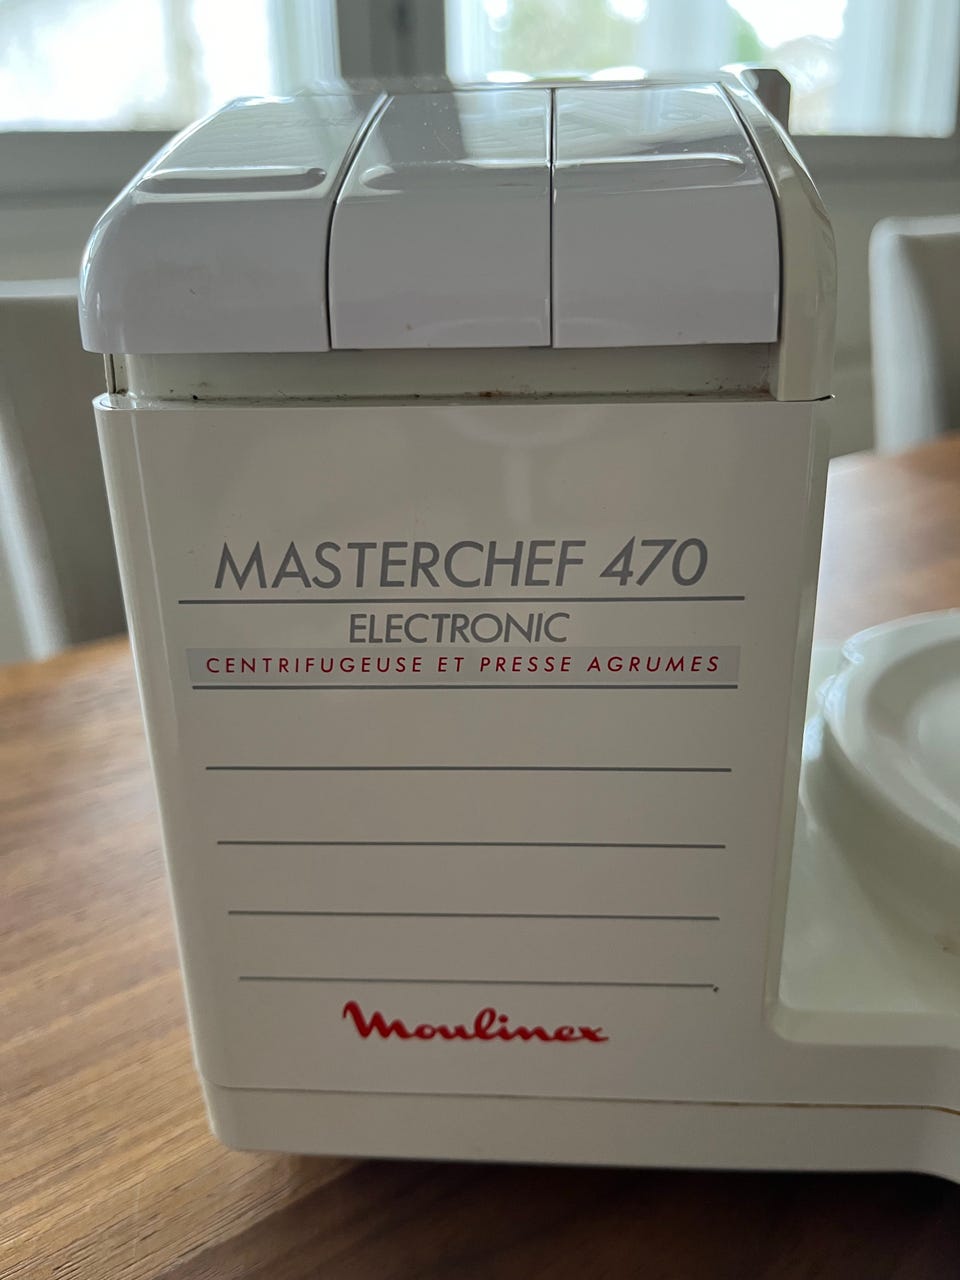 MASTERCHEF 470
ELECTRONIC
CENTRIFUGEUSE ET PRESSE AGRUMES
Moulinex